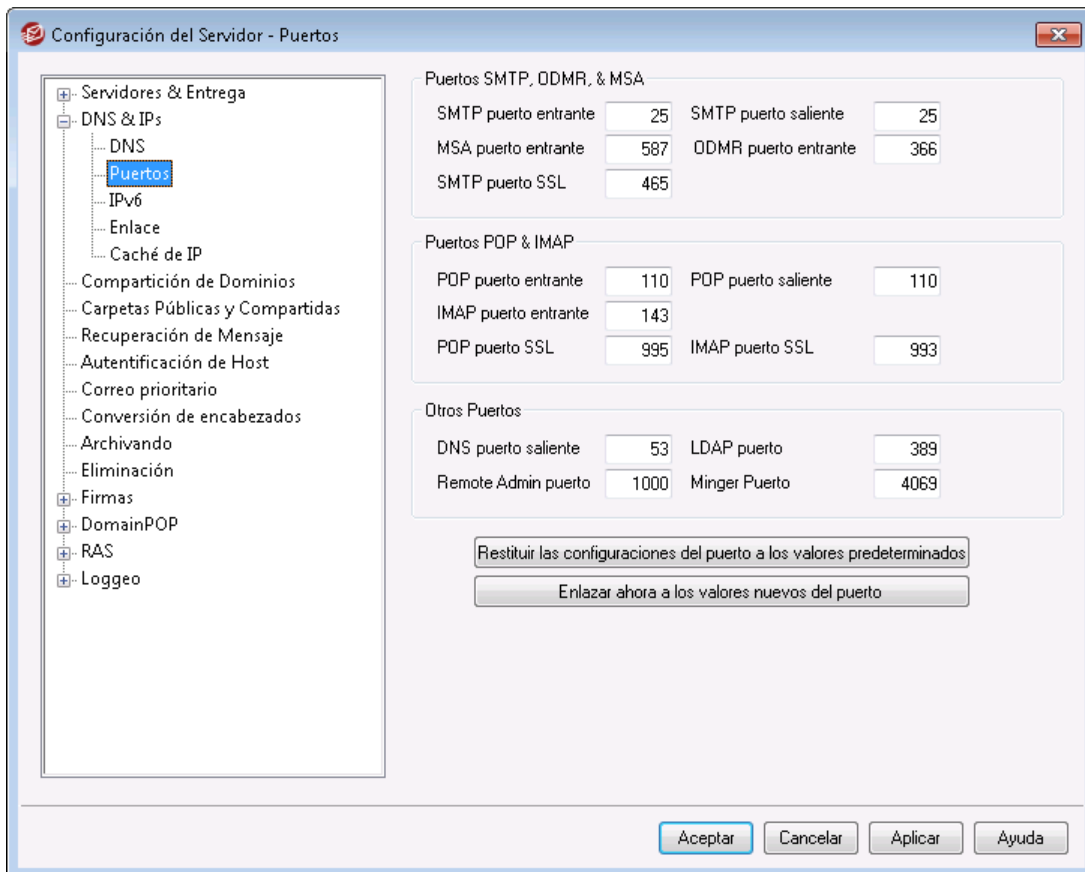 Configuración del Servidor - Puertos
Servidores & Entrega
DNS & IPs
DNS
Puertos
IPv6
Enlace
Caché de IP
Compartición de Dominios
Carpetas Públicas y Compartidas
Recuperación de Mensaje
Autentificación de Host
Correo prioritario
Conversión de encabezados
Archivando
Eliminación
Firmas
DomainPOP
RAS
Loggeo
Puertos SMTP, ODMR, & MSA
SMTP puerto entrante 25 SMTP puerto saliente 25
MSA puerto entrante 587 ODMR puerto entrante 366
SMTP puerto SSL 465
Puertos POP & IMAP
POP puerto entrante 110 POP puerto saliente 110
IMAP puerto entrante 143
POP puerto SSL 995 IMAP puerto SSL 993
Otros Puertos
DNS puerto saliente 53 LDAP puerto 389
Remote Admin puerto 1000 Minger Puerto 4069
Restituir las configuraciones del puerto a los valores predeterminados
Enlazar ahora a los valores nuevos del puerto
Aceptar Cancelar Aplicar Ayuda